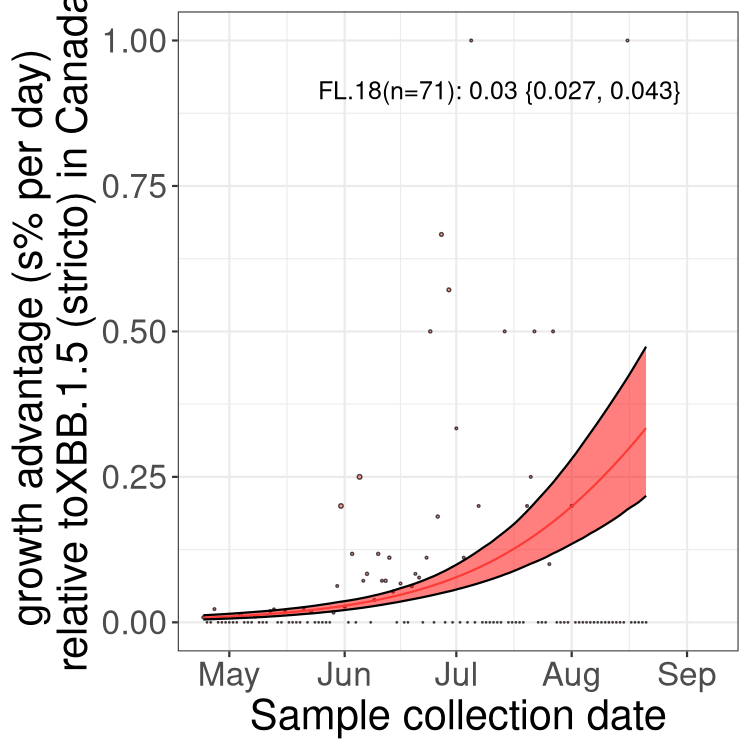 growth advantage (s% per day)
relative toXBB.1.5 (stricto) in Canada
1.00
0.75
0.50
0.25
0.00
FL.18(n=71): 0.03 {0.027, 0.043}
May Jun Jul Aug Sep
Sample collection date